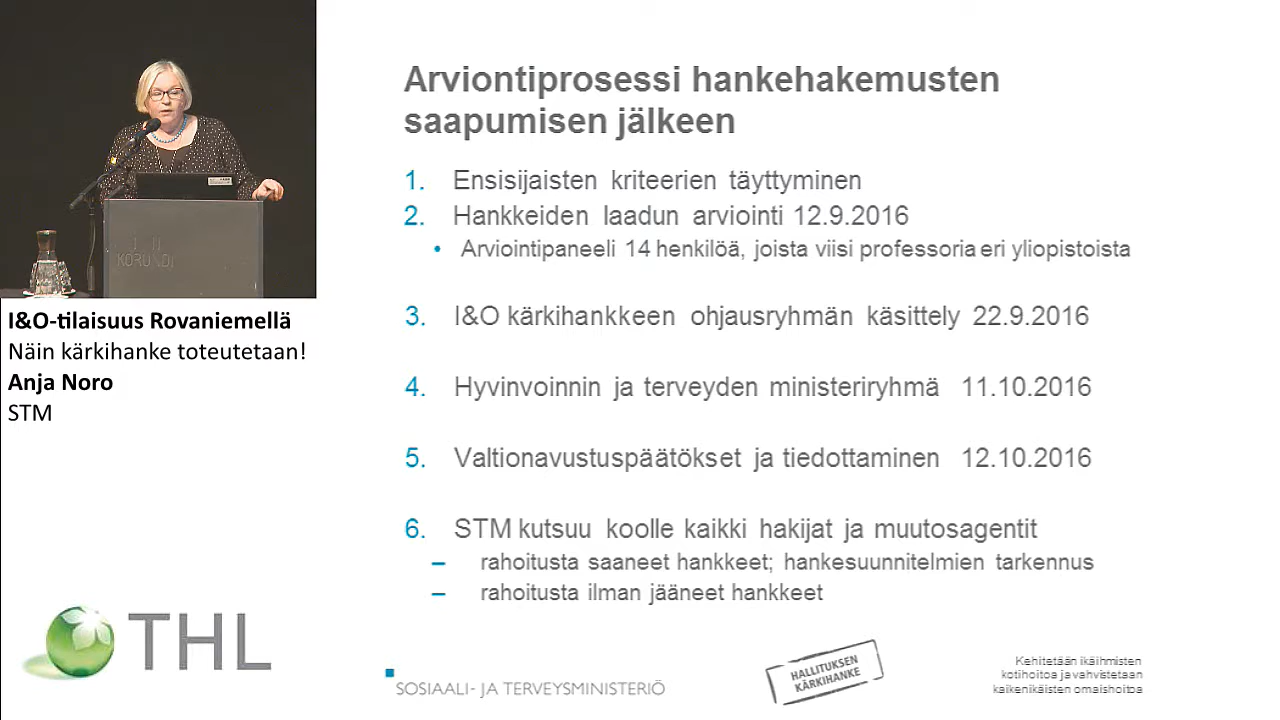 Arviontiprosessi hankehakemusten
saapumisen jälkeen
1. Ensisijaisten kriteerien täyttyminen
2. Hankkeiden laadun arviointi 12.9.2016
• Arviointipaneeli 14 henkilöä, joista viisi professoria eri yliopistoista
3. I&O kärkihankkeen ohjausryhmän käsittely 22.9.2016
4. Hyvinvoinnin ja terveyden ministeriryhmä 11.10.2016
5. Valtionavustuspäätökset ja tiedottaminen 12.10.2016
6. STM kutsuu koolle kaikki hakijat ja muutosagentit
– rahoitusta saaneet hankkeet; hankesuunnitelmien tarkennus
– rahoitusta ilman jääneet hankkeet
KORUNDI
I&O-tilaisuus Rovaniemellä
Näin kärkihanke toteutetaan!
Anja Noro
STM
THL
SOSIAALI- JA TERVEYSMINISTERIÖ
HALLITUKSEN
KÄRKIHANKE
Kehitetään ikäihmisten
kotihoitoa ja vahvistetaan
kaikenikäisten omaishoitoa